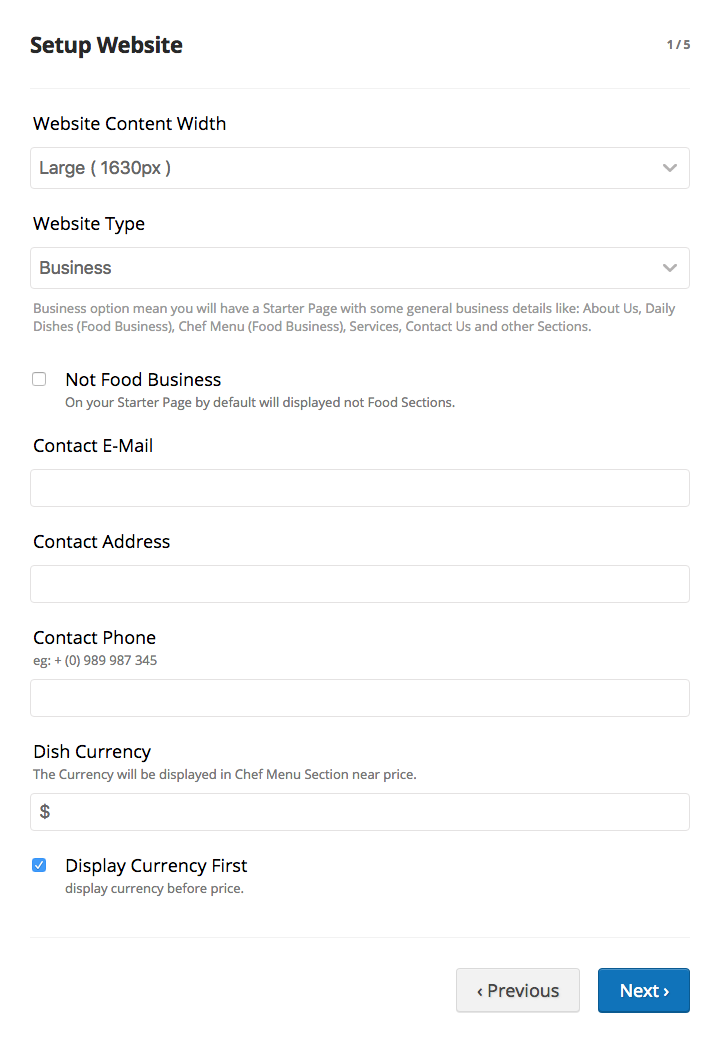 Setup Website
1 / 5
Website Content Width
Large ( 1630px )
Website Type
Business
Business option mean you will have a Starter Page with some general business details like: About Us, Daily
Dishes (Food Business), Chef Menu (Food Business), Services, Contact Us and other Sections.
Not Food Business
On your Starter Page by default will displayed not Food Sections.
Contact E-Mail
Contact Address
Contact Phone
eg: + (0) 989 987 345
Dish Currency
The Currency will be displayed in Chef Menu Section near price.
$
Display Currency First
display currency before price.
‹ Previous
Next ›